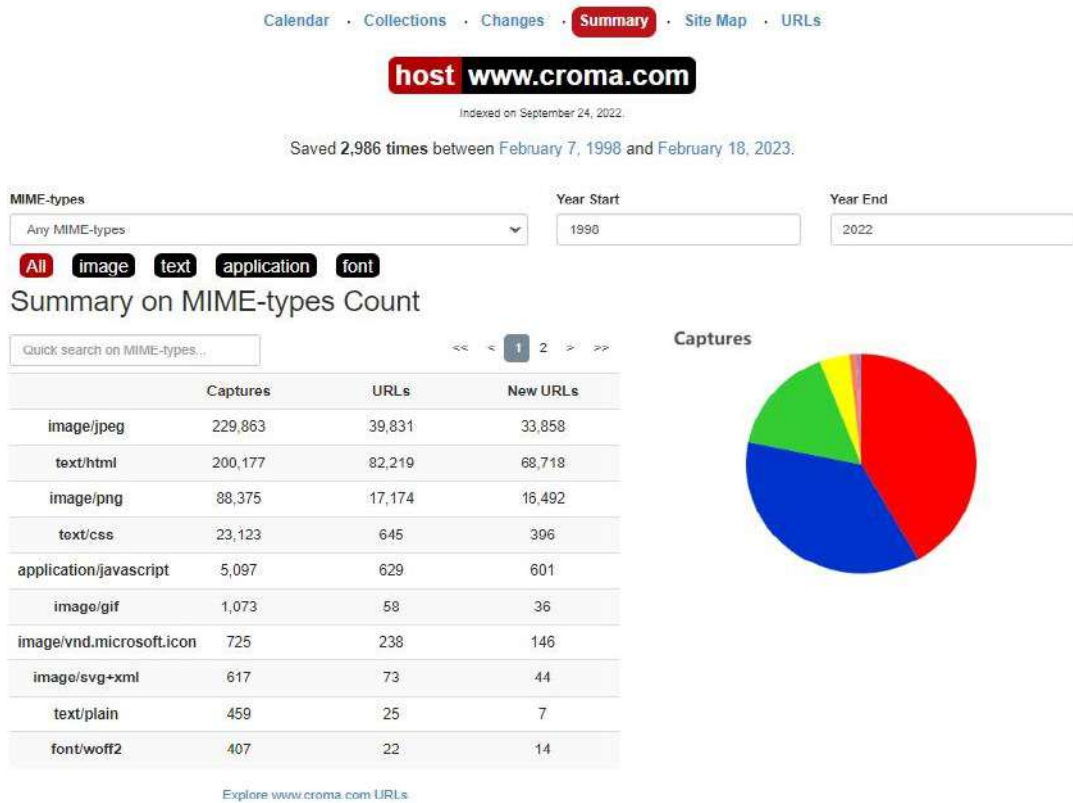 Calendar · Collections · Changes · Summary · Site Map · URLs
host www.croma.com
Indexed on September 24, 2022.
Saved 2,986 times between February 7, 1998 and February 18, 2023.
MIME-types Year Start Year End
Any MIME-types 1998 2022
All image text application font
Summary on MIME-types Count
Quick search on MIME-types... << < 1 2 > >> Captures
Captures URLs New URLs
image/jpeg 229,863 39,831 33,858
text/html 200,177 82,219 68,718
image/png 88,375 17,174 16,492
text/css 23,123 645 396
application/javascript 5,097 629 601
image/gif 1,073 58 36
image/vnd.microsoft.icon 725 238 146
image/svg+xml 617 73 44
text/plain 459 25 7
font/woff2 407 22 14
Explore www.croma.com URLs